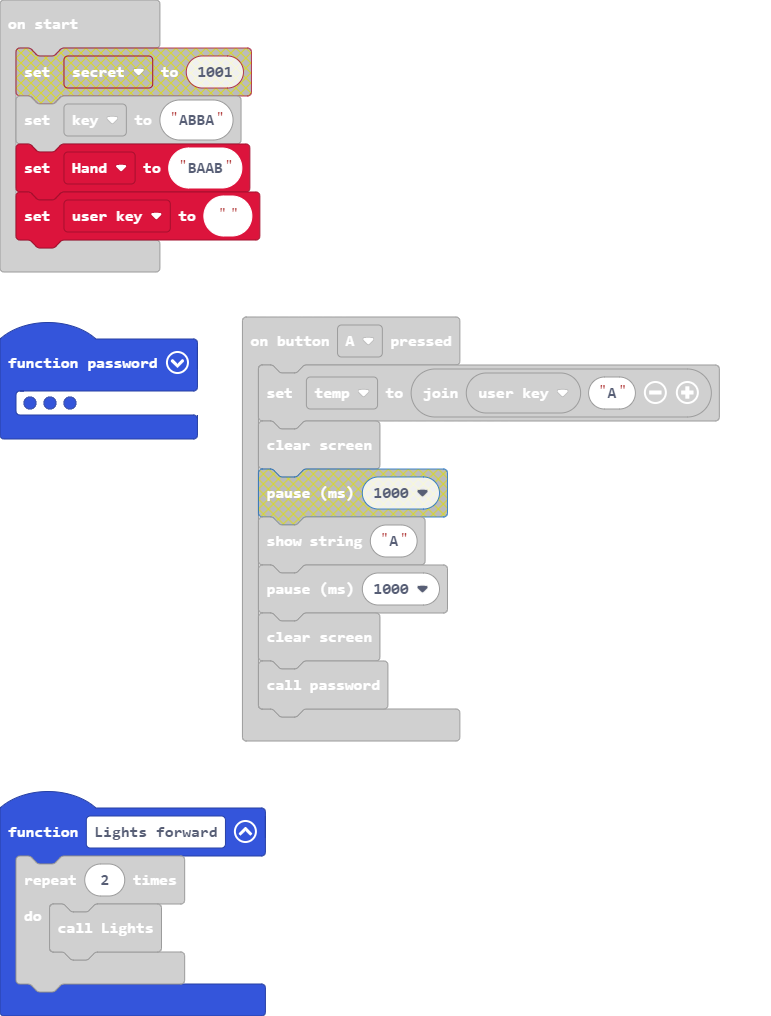 on start
set secret to 1001
set key to "ABBA"
set Hand to "BAAB"
set user key to " "
function password
on button A pressed
set temp to join user key "A"
clear screen
pause (ms) 1000
show string "A"
pause (ms) 1000
clear screen
call password
function Lights forward
repeat 2 times
do
call Lights